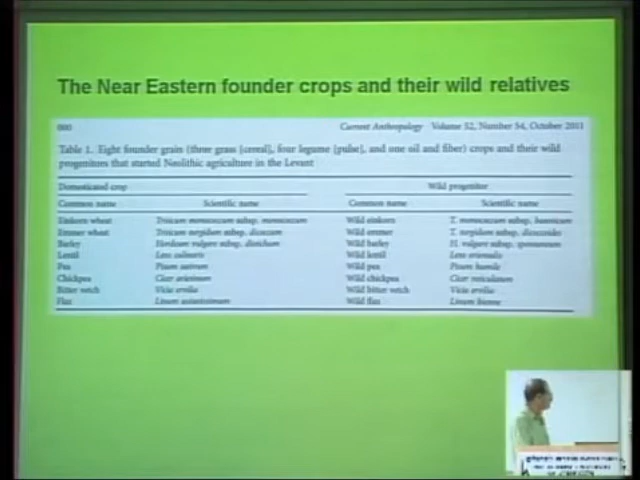 The Near Eastern founder crops and their wild relatives
000
Current Anthropology Volume 52, Number S4, October 2011
Table 1. Eight founder grain (three grass [cereal], four legume [pulse], and one oil and fiber) crops and their wild
progenitors that started Neolithic agriculture in the Levant
Domesticated crop Wild progenitor
Common name Scientific name Common name Scientific name
Einkorn wheat Triticum monococcum subsp. monococcum Wild einkorn T. monococcum subsp. baeoticum
Emmer wheat Triticum turgidum subsp. dicoccum Wild emmer T. turgidum subsp. dicoccoides
Barley Hordeum vulgare subsp. distichum Wild barley H. vulgare subsp. spontaneum
Lentil Lens culinaris Wild lentil Lens orientalis
Pea Pisum sativum Wild pea Pisum humile
Chickpea Cicer arietinum Wild chickpea Cicer reticulatum
Bitter vetch Vicia ervilia Wild bitter vetch Vicia ervilia
Flax Linum usitatissimum Wild flax Linum bienne